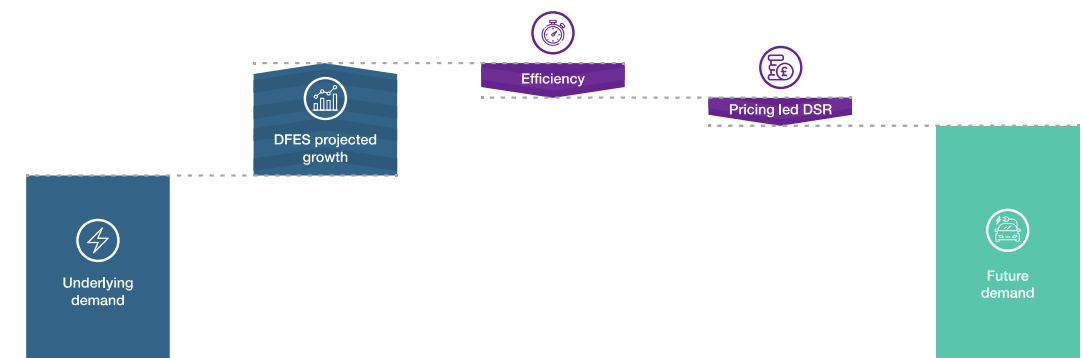 Underlying
demand
DFES projected
growth
Efficiency
Pricing led DSR
£
Future
demand